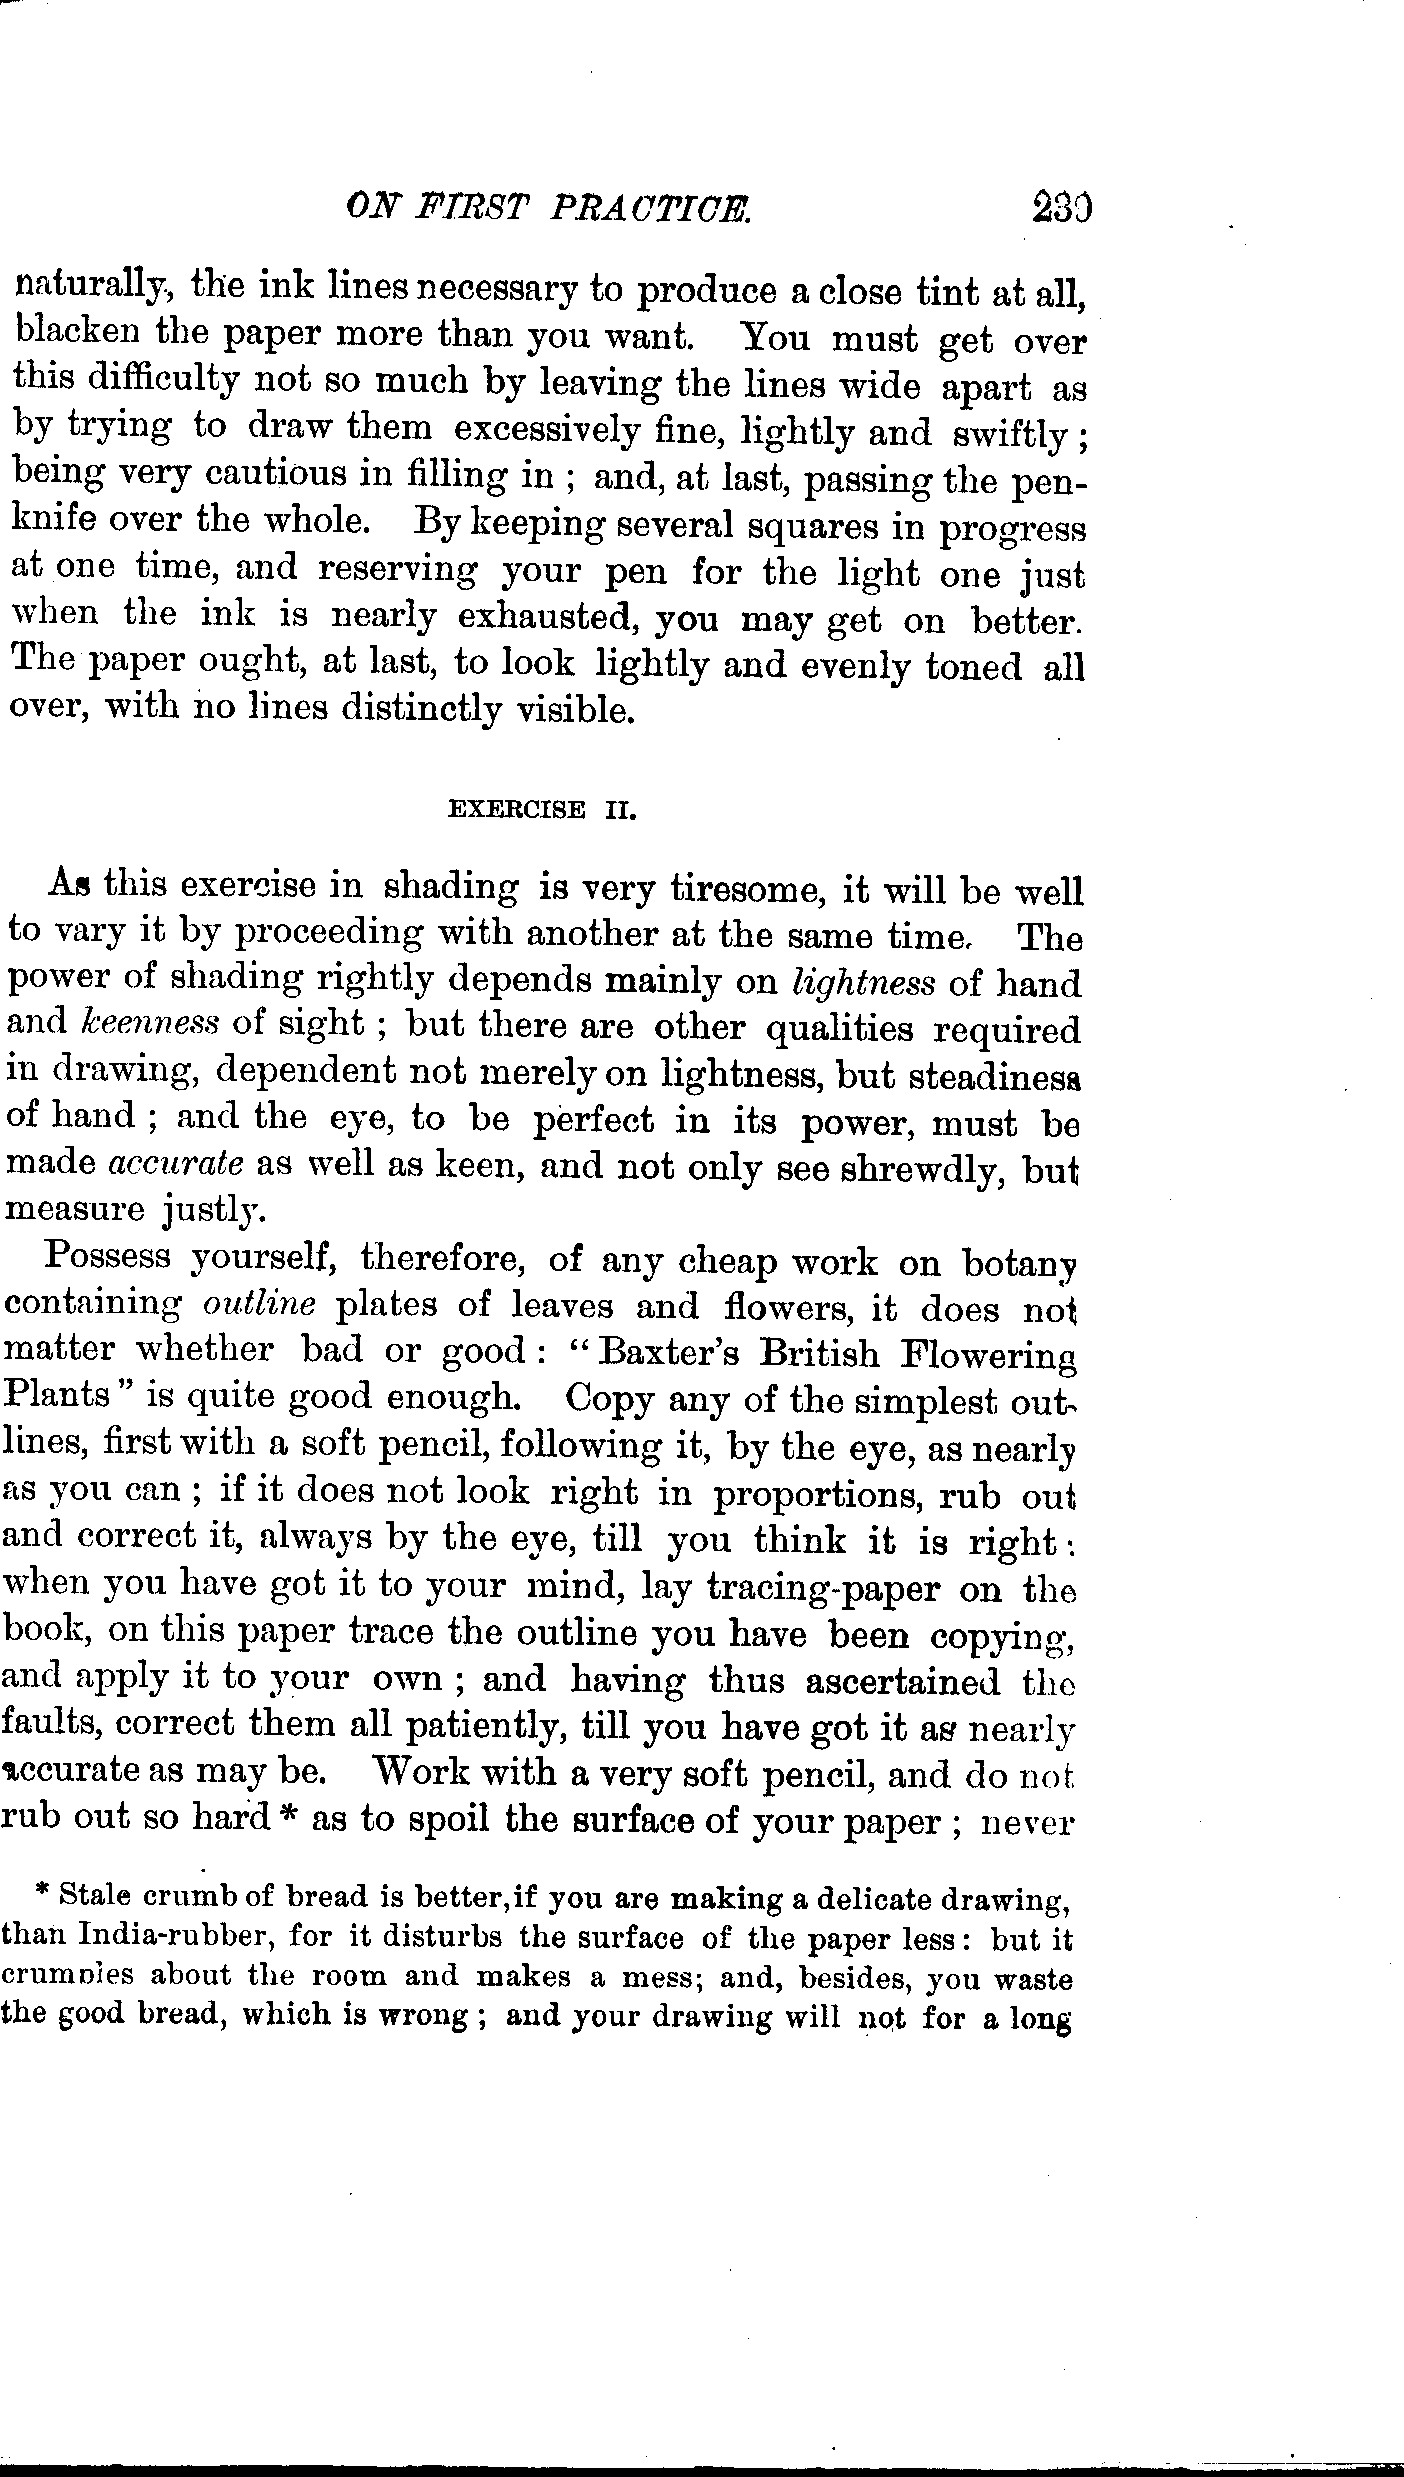 ON FIRST PRACTICE. 239
naturally, the ink lines necessary to produce a close tint at all,
blacken the paper more than you want. You must get over
this difficulty not so much by leaving the lines wide apart as
by trying to draw them excessively fine, lightly and swiftly ;
being very cautious in filling in ; and, at last, passing the pen-
knife over the whole. By keeping several squares in progress
at one time, and reserving your pen for the light one just
when the ink is nearly exhausted, you may get on better.
The paper ought, at last, to look lightly and evenly toned all
over, with no lines distinctly visible.
EXERCISE II.
As this exercise in shading is very tiresome, it will be well
to vary it by proceeding with another at the same time. The
power of shading rightly depends mainly on lightness of hand
and keenness of sight ; but there are other qualities required
in drawing, dependent not merely on lightness, but steadiness
of hand ; and the eye, to be perfect in its power, must be
made accurate as well as keen, and not only see shrewdly, but
measure justly.
Possess yourself, therefore, of any cheap work on botany
containing outline plates of leaves and flowers, it does not
matter whether bad or good : “ Baxter's British Flowering
Plants ” is quite good enough. Copy any of the simplest out-
lines, first with a soft pencil, following it, by the eye, as nearly
as you can ; if it does not look right in proportions, rub out
and correct it, always by the eye, till you think it is right :
when you have got it to your mind, lay tracing-paper on the
book, on this paper trace the outline you have been copying,
and apply it to your own ; and having thus ascertained the
faults, correct them all patiently, till you have got it as nearly
accurate as may be. Work with a very soft pencil, and do not
rub out so hard * as to spoil the surface of your paper ; never
* Stale crumb of bread is better, if you are making a delicate drawing,
than India-rubber, for it disturbs the surface of the paper less : but it
crumbles about the room and makes a mess; and, besides, you waste
the good bread, which is wrong ; and your drawing will not for a long